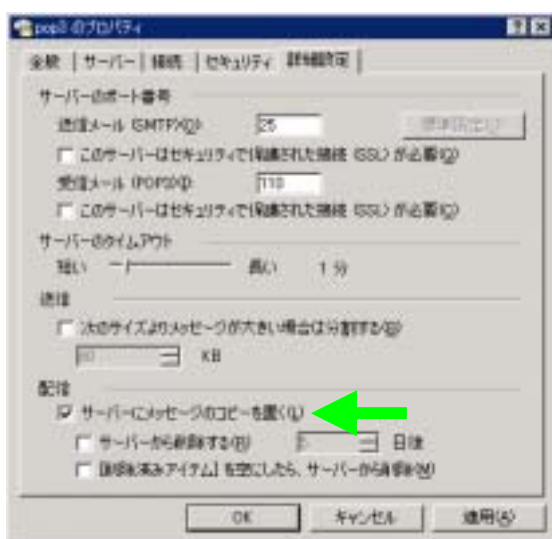 pop3 のプロパティ
全般 サーバー 接続 セキュリティ 詳細設定
サーバーのポート番号
送信メール (SMTP)(O): 25
このサーバーはセキュリティで保護された接続 (SSL) が必要(Q)
受信メール (POP3)(I): 110
このサーバーはセキュリティで保護された接続 (SSL) が必要(C)
サーバーのタイムアウト
短い 長い 1 分
送信
次のサイズよりメッセージが大きい場合は分割する(B)
60 KB
配信
サーバーにメッセージのコピーを置く(L)
サーバーから削除する(R) 5 日後
[削除済みアイテム] を空にしたら、サーバーから削除(M)
OK キャンセル 適用(A)